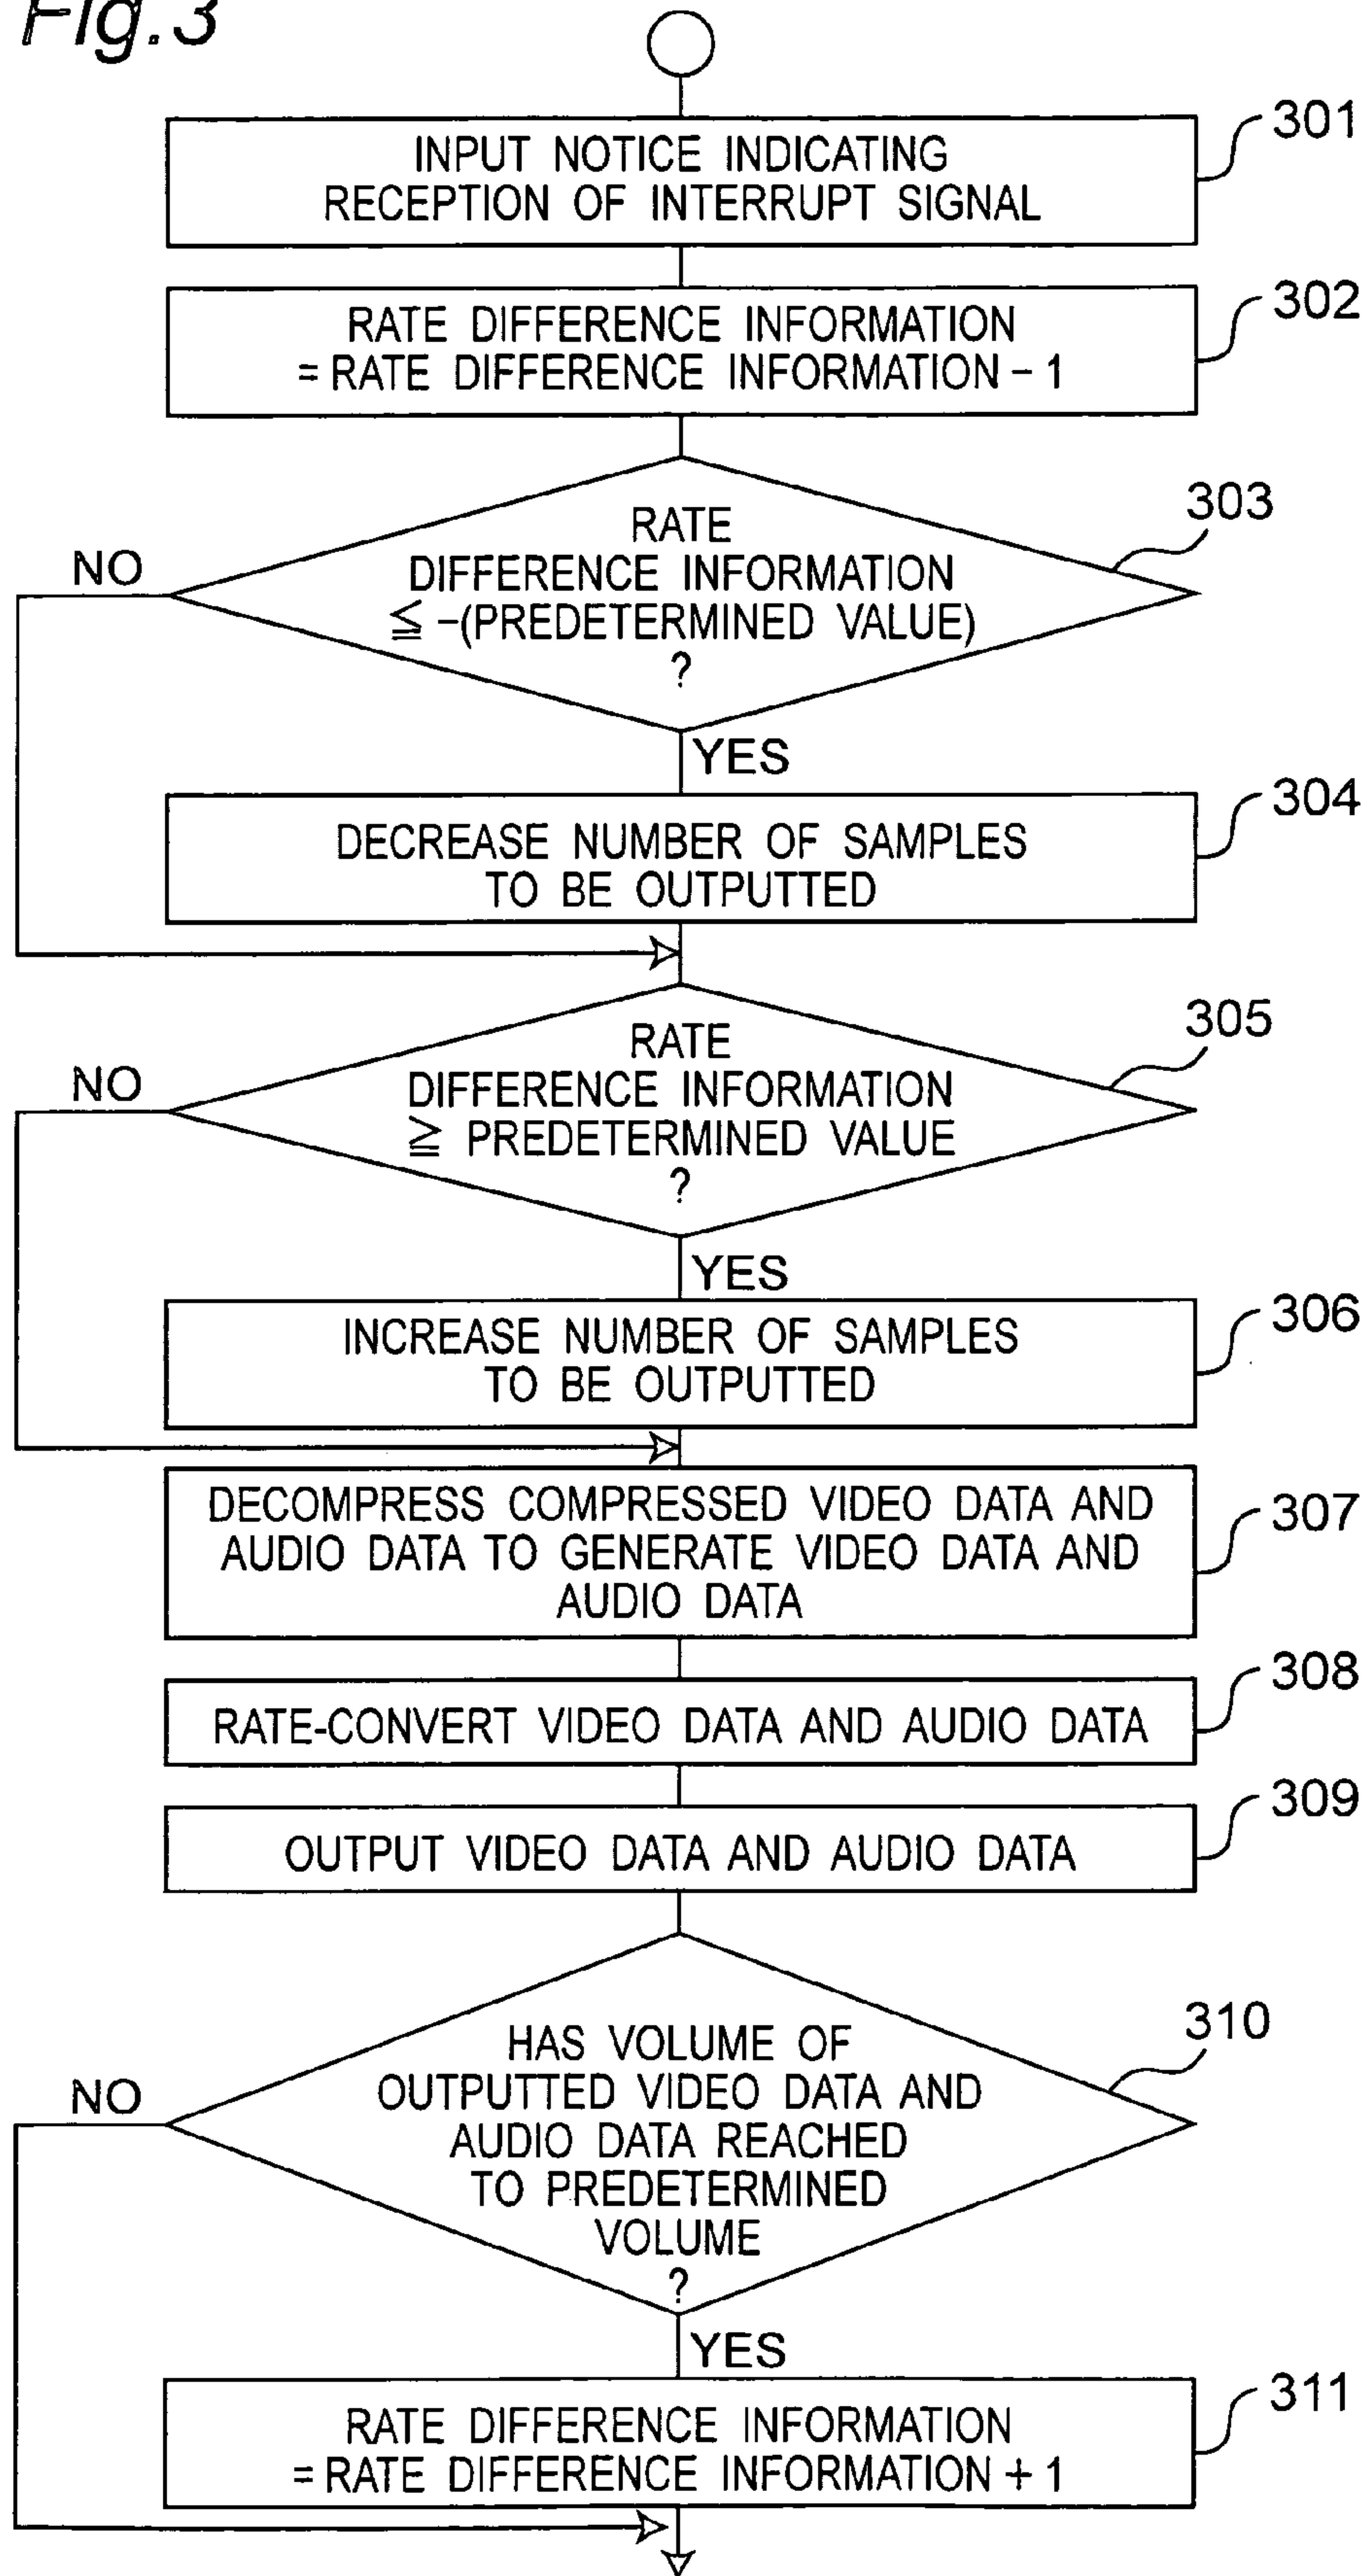 Fig.3
301
INPUT NOTICE INDICATING
RECEPTION OF INTERRUPT SIGNAL
302
RATE DIFFERENCE INFORMATION
= RATE DIFFERENCE INFORMATION − 1
303
RATE
DIFFERENCE INFORMATION
≦ −(PREDETERMINED VALUE)
?
NO
YES
304
DECREASE NUMBER OF SAMPLES
TO BE OUTPUTTED
305
RATE
DIFFERENCE INFORMATION
≧ PREDETERMINED VALUE
?
NO
YES
306
INCREASE NUMBER OF SAMPLES
TO BE OUTPUTTED
307
DECOMPRESS COMPRESSED VIDEO DATA AND
AUDIO DATA TO GENERATE VIDEO DATA AND
AUDIO DATA
308
RATE-CONVERT VIDEO DATA AND AUDIO DATA
309
OUTPUT VIDEO DATA AND AUDIO DATA
310
HAS VOLUME OF
OUTPUTTED VIDEO DATA AND
AUDIO DATA REACHED
TO PREDETERMINED
VOLUME
?
NO
YES
311
RATE DIFFERENCE INFORMATION
= RATE DIFFERENCE INFORMATION + 1